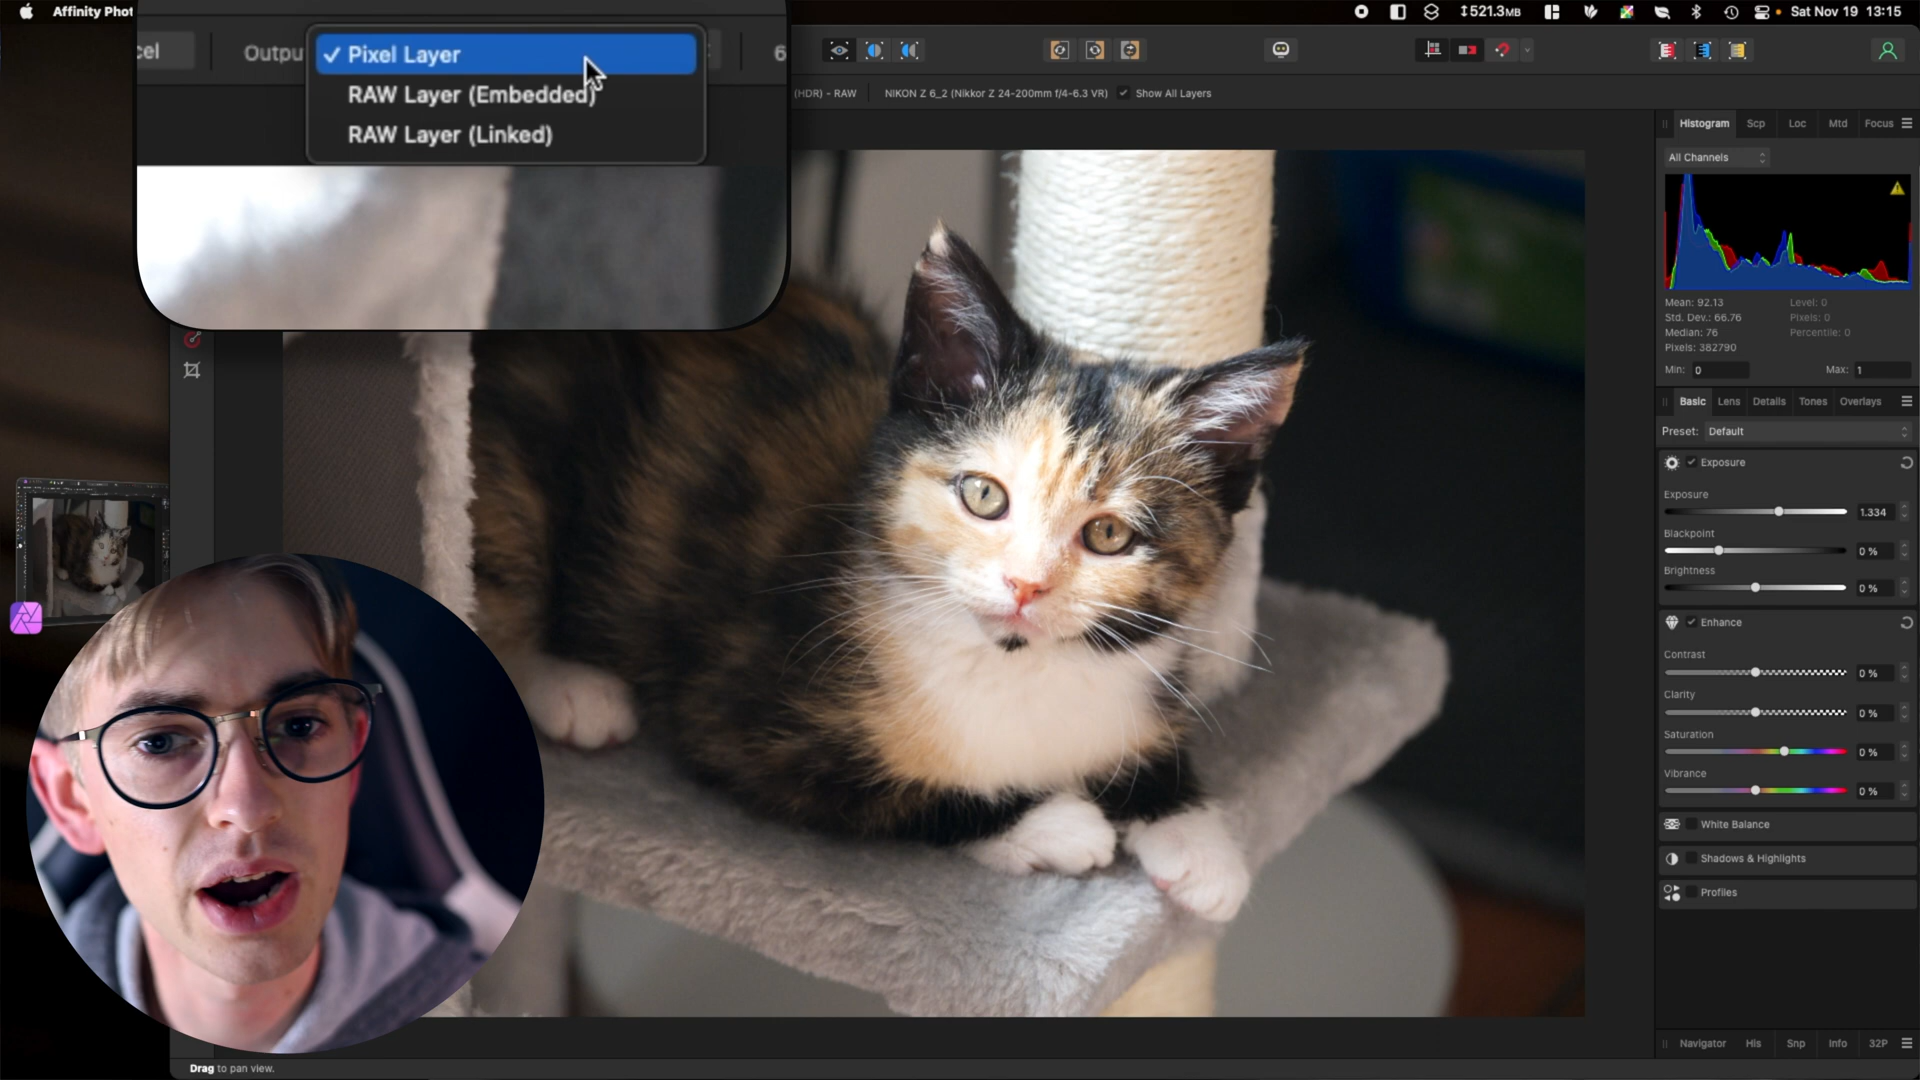 Affinity Phot
521.3MB
Sat Nov 19 13:15
cel
Outpu
✓ Pixel Layer
RAW Layer (Embedded)
RAW Layer (Linked)
6
(HDR) - RAW
NIKON Z 6_2 (Nikkor Z 24-200mm f/4-6.3 VR)
Show All Layers
Histogram Scp Loc Mtd Focus
All Channels
Mean: 92.13 Level: 0
Std. Dev.: 66.76 Pixels: 0
Median: 76 Percentile: 0
Pixels: 382790
Min: 0 Max: 1
Basic Lens Details Tones Overlays
Preset: Default
Exposure
Exposure
1.334
Blackpoint
0 %
Brightness
0 %
Enhance
Contrast
0 %
Clarity
0 %
Saturation
0 %
Vibrance
0 %
White Balance
Shadows & Highlights
Profiles
Navigator His Snp Info 32P
Drag to pan view.